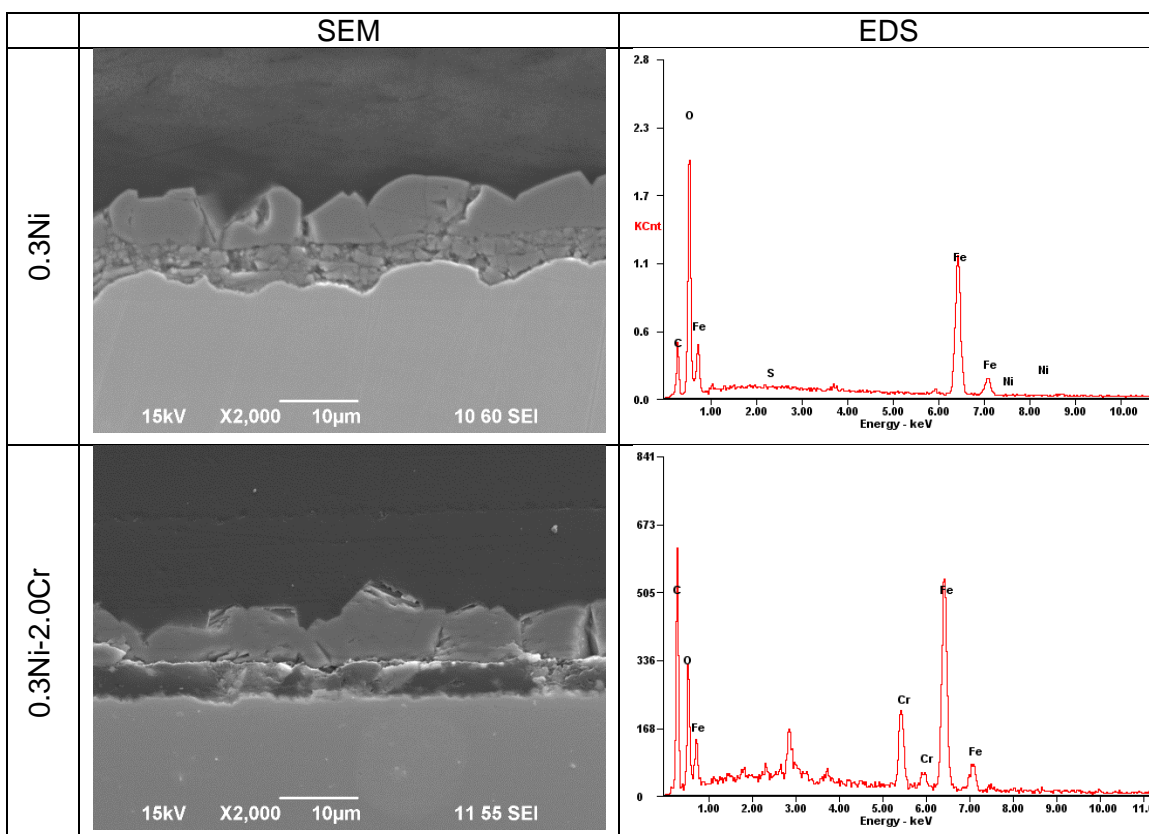 SEM
EDS
0.3Ni
15kV X2,000 10µm 10 60 SEI
2.8
2.3
1.7
KCnt
1.1
0.6
0.0
C
O
Fe
S
Fe
Fe
Ni
Ni
1.00 2.00 3.00 4.00 5.00 6.00 7.00 8.00 9.00 10.00
Energy - keV
0.3Ni-2.0Cr
15kV X2,000 10µm 11 55 SEI
841
673
505
336
168
0
C
O
Fe
Cr
Cr
Fe
Fe
1.00 2.00 3.00 4.00 5.00 6.00 7.00 8.00 9.00 10.00 11.0
Energy - keV